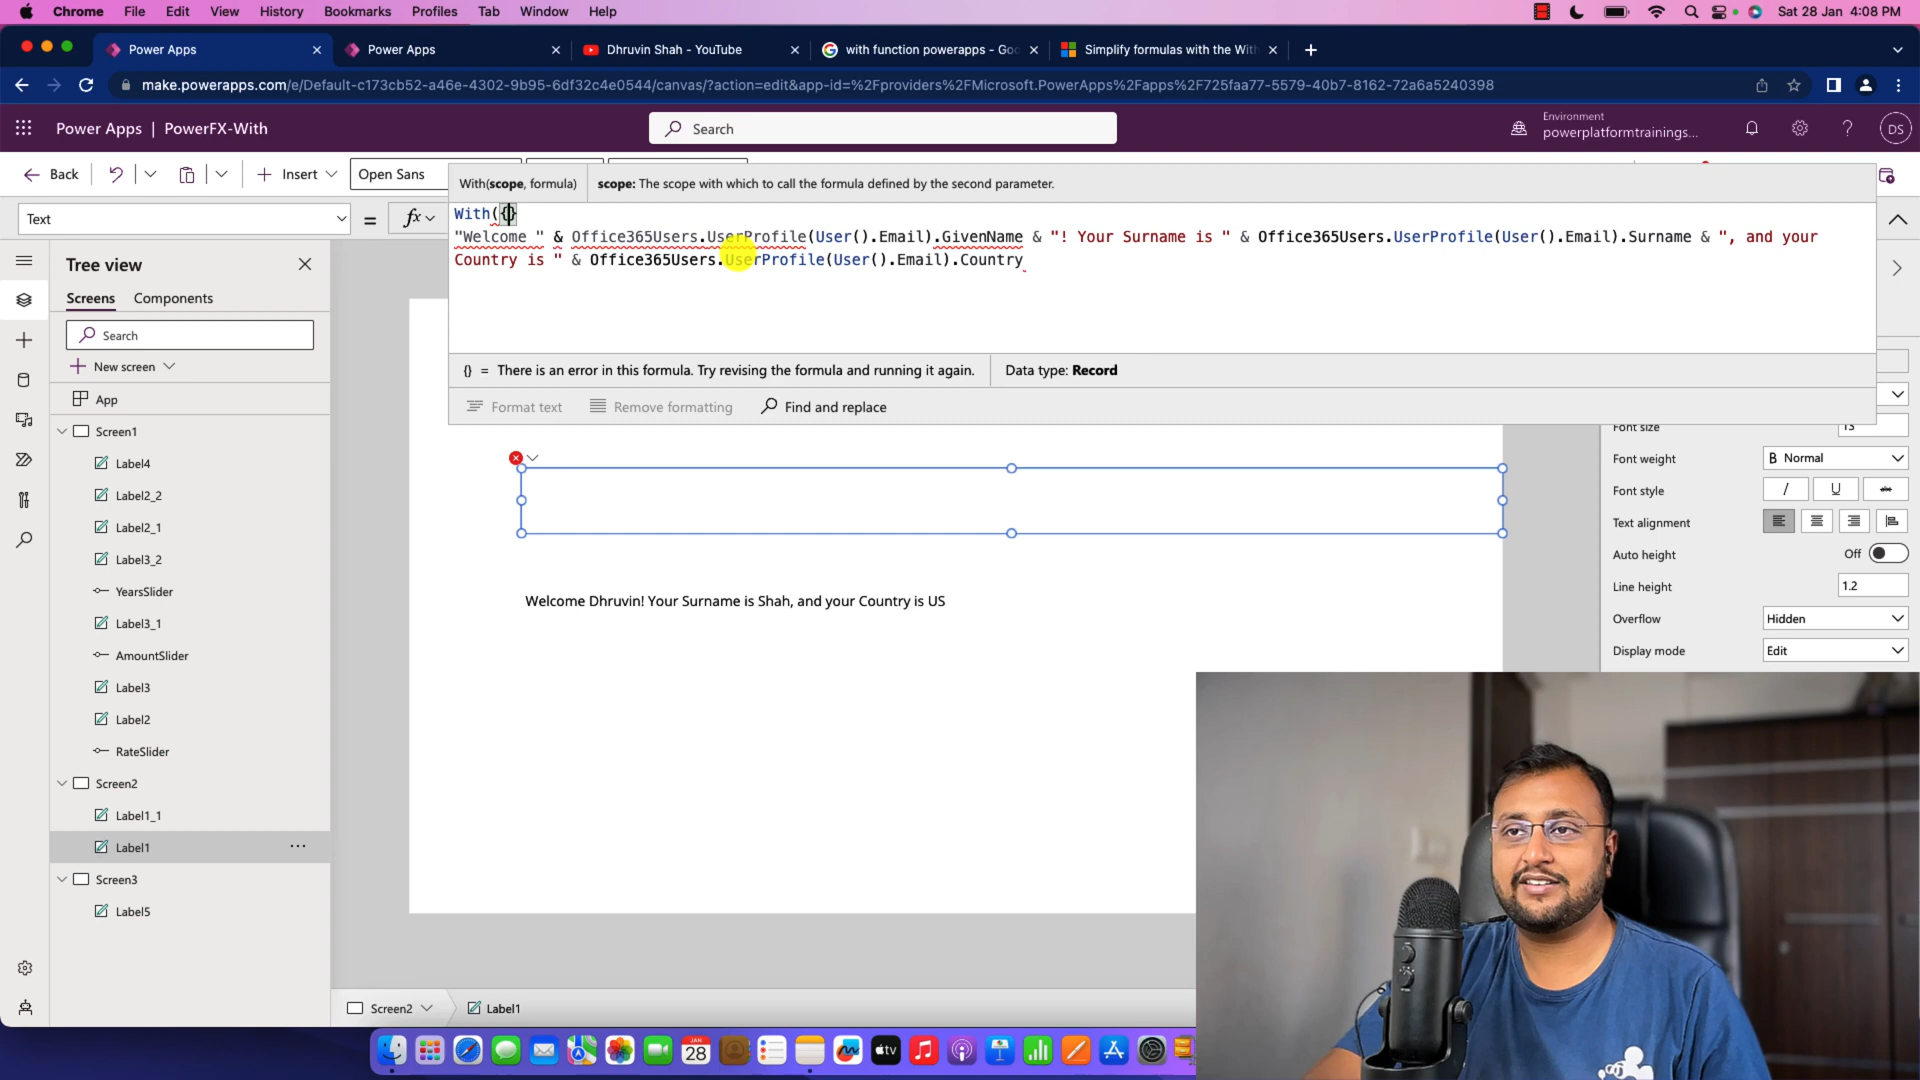 Chrome File Edit View History Bookmarks Profiles Tab Window Help Sat 28 Jan 4:08 PM
Power Apps Power Apps Dhruvin Shah - YouTube with function powerapps - Goo Simplify formulas with the With
make.powerapps.com/e/Default-c173cb52-a46e-4302-9b95-6df32c4e0544/canvas/?action=edit&app-id=%2Fproviders%2FMicrosoft.PowerApps%2Fapps%2F725faa77-5579-40b7-8162-72a6a5240398
Power Apps | PowerFX-With Search Environment
powerplatformtrainings... ? DS
Back Insert Open Sans
With(scope, formula) scope: The scope with which to call the formula defined by the second parameter.
Text = fx
With({}
"Welcome " & Office365Users.UserProfile(User().Email).GivenName & "! Your Surname is " & Office365Users.UserProfile(User().Email).Surname & ", and your
Country is " & Office365Users.UserProfile(User().Email).Country
{} = There is an error in this formula. Try revising the formula and running it again. Data type: Record
Format text Remove formatting Find and replace
Tree view
Screens Components
Search
New screen
App
Screen1
Label4
Label2_2
Label2_1
Label3_2
YearsSlider
Label3_1
AmountSlider
Label3
Label2
RateSlider
Screen2
Label1_1
Label1 ...
Screen3
Label5
Welcome Dhruvin! Your Surname is Shah, and your Country is US
Font size 13
Font weight B Normal
Font style / U abc
Text alignment
Auto height Off
Line height 1.2
Overflow Hidden
Display mode Edit
Screen2 Label1
JAN
28
tv